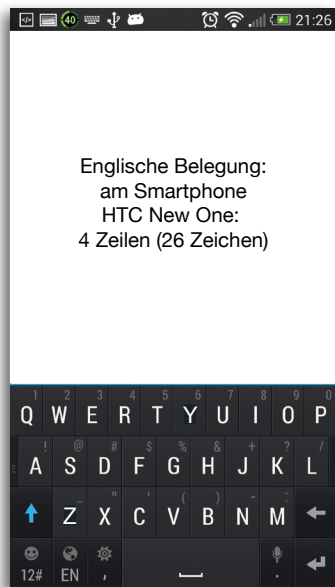 40 21:26
Englische Belegung:
am Smartphone
HTC New One:
4 Zeilen (26 Zeichen)
1 2 3 4 5 6 7 8 9 0
Q W E R T Y U I O P
! @ # $ % & + ? /
A S D F G H J K L
_ " ' ( ) - :
Z X C V B N M
12# EN , .